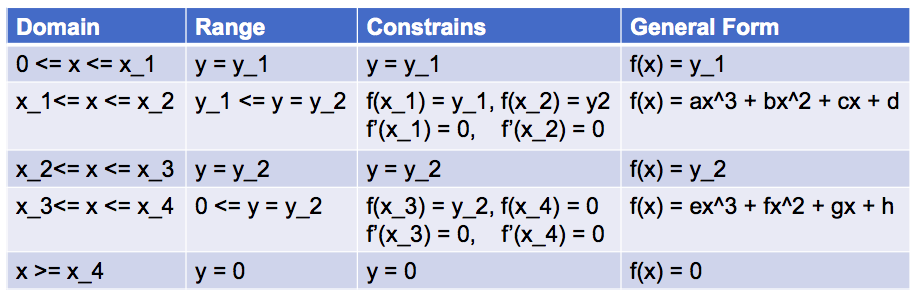 Domain Range Constrains General Form
0 <= x <= x_1 y = y_1 y = y_1 f(x) = y_1
x_1<= x <= x_2 y_1 <= y = y_2 f(x_1) = y_1, f(x_2) = y2 f(x) = ax^3 + bx^2 + cx + d
f’(x_1) = 0, f’(x_2) = 0
x_2<= x <= x_3 y = y_2 y = y_2 f(x) = y_2
x_3<= x <= x_4 0 <= y = y_2 f(x_3) = y_2, f(x_4) = 0 f(x) = ex^3 + fx^2 + gx + h
f’(x_3) = 0, f’(x_4) = 0
x >= x_4 y = 0 y = 0 f(x) = 0